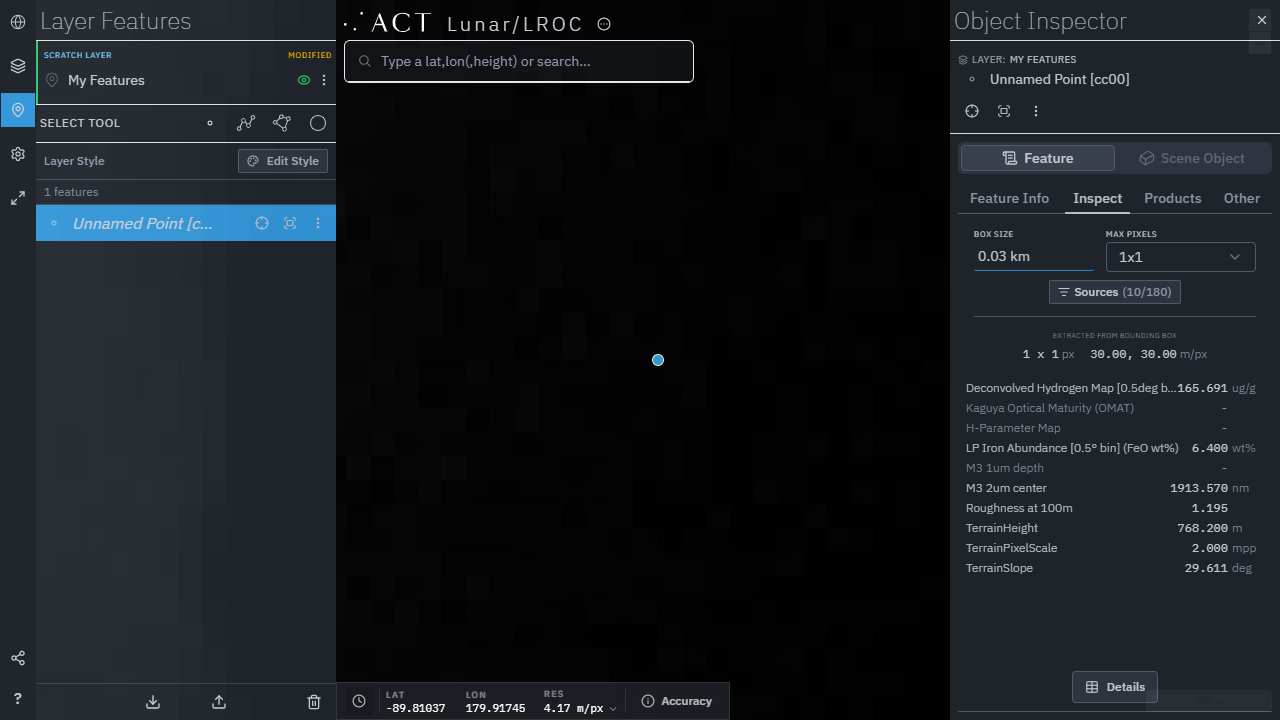 Layer Features
SCRATCH LAYER
MODIFIED
My Features
SELECT TOOL
Layer Style
Edit Style
1 features
Unnamed Point [c...
ACT Lunar/LROC
Type a lat,lon(,height) or search...
LAT
-89.81037
LON
179.91745
RES
4.17 m/px
Accuracy
Object Inspector
LAYER: MY FEATURES
Unnamed Point [cc00]
Feature
Scene Object
Feature Info
Inspect
Products
Other
BOX SIZE
0.03 km
MAX PIXELS
1x1
Sources (10/180)
EXTRACTED FROM BOUNDING BOX
1 x 1 px 30.00, 30.00 m/px
Deconvolved Hydrogen Map [0.5deg b... 165.691 ug/g
Kaguya Optical Maturity (OMAT) -
H-Parameter Map -
LP Iron Abundance [0.5° bin] (FeO wt%) 6.400 wt%
M3 1um depth -
M3 2um center 1913.570 nm
Roughness at 100m 1.195
TerrainHeight 768.200 m
TerrainPixelScale 2.000 mpp
TerrainSlope 29.611 deg
Details
?